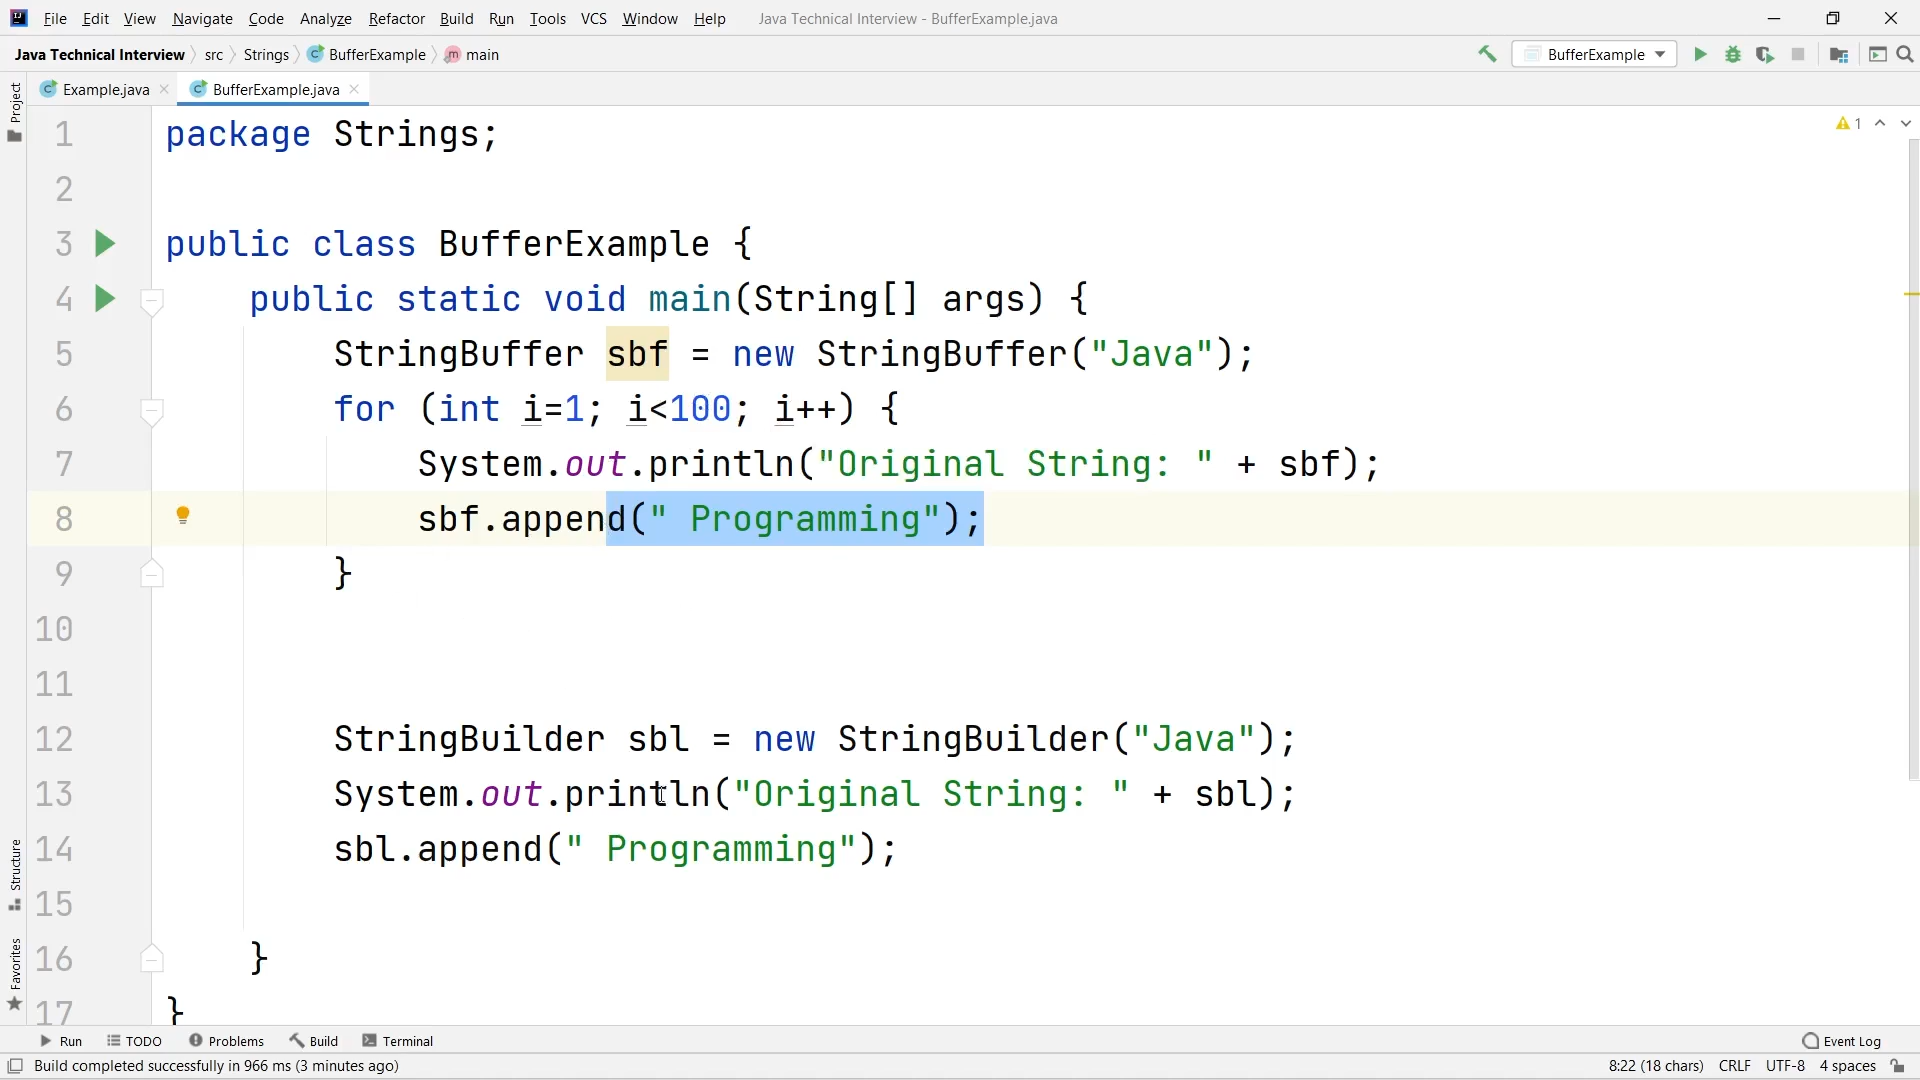 File Edit View Navigate Code Analyze Refactor Build Run Tools VCS Window Help Java Technical Interview - BufferExample.java
Java Technical Interview src Strings BufferExample main BufferExample
Example.java BufferExample.java
Project
1 package Strings;
1
2
3 public class BufferExample {
4 public static void main(String[] args) {
5 StringBuffer sbf = new StringBuffer("Java");
6 for (int i=1; i<100; i++) {
7 System.out.println("Original String: " + sbf);
8 sbf.append(" Programming");
9 }
10
11
12 StringBuilder sbl = new StringBuilder("Java");
13 System.out.println("Original String: " + sbl);
14 sbl.append(" Programming");
15
16 }
17 }
Structure
Favorites
Run TODO Problems Build Terminal Event Log
Build completed successfully in 966 ms (3 minutes ago) 8:22 (18 chars) CRLF UTF-8 4 spaces